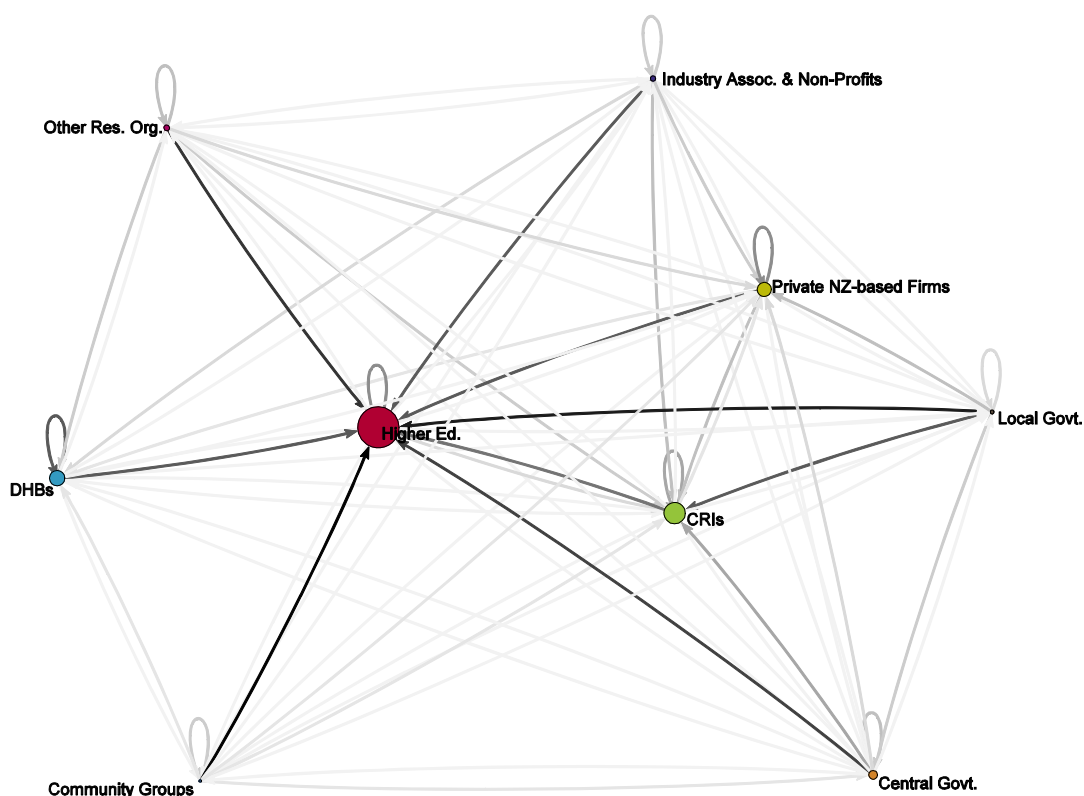 Industry Assoc. & Non-Profits
Other Res. Org.
Private NZ-based Firms
Local Govt.
Higher Ed.
DHBs
CRIs
Central Govt.
Community Groups